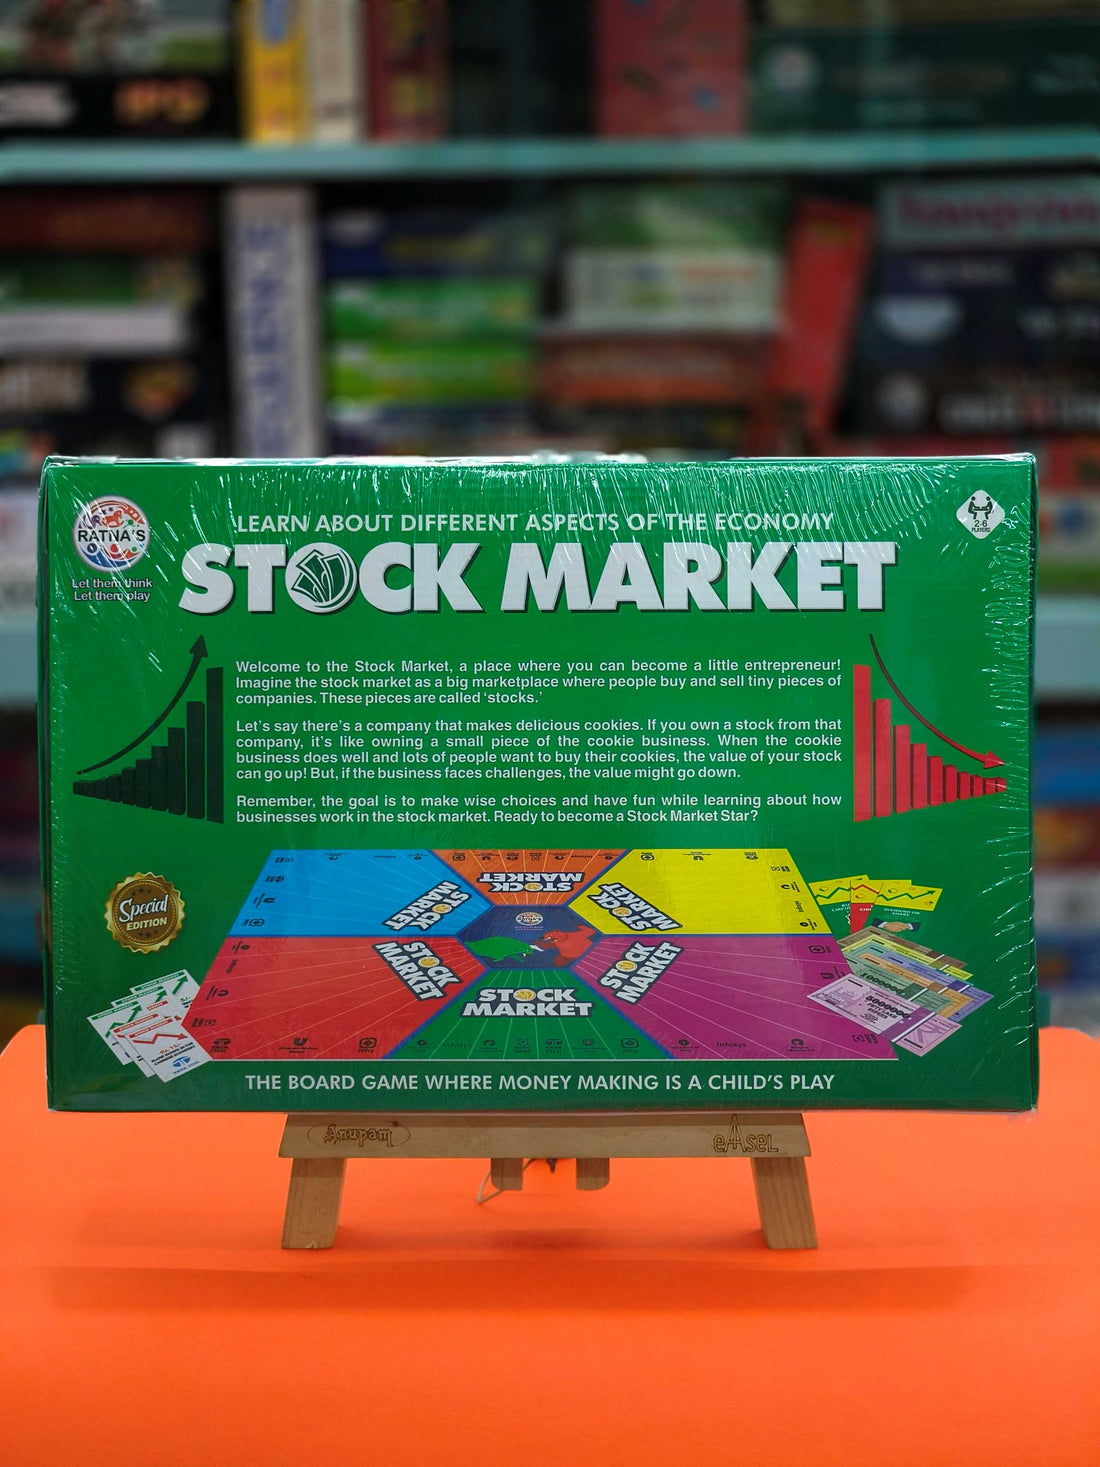 LEARN ABOUT DIFFERENT ASPECTS OF THE ECONOMY
RATNA'S
Let them think
Let them play
2-6
PLAYERS
STOCK MARKET
Welcome to the Stock Market, a place where you can become a little entrepreneur!
Imagine the stock market as a big marketplace where people buy and sell tiny pieces of
companies. These pieces are called ‘stocks.’
Let's say there's a company that makes delicious cookies. If you own a stock from that
company, it's like owning a small piece of the cookie business. When the cookie
business does well and lots of people want to buy their cookies, the value of your stock
can go up! But, if the business faces challenges, the value might go down.
Remember, the goal is to make wise choices and have fun while learning about how
businesses work in the stock market. Ready to become a Stock Market Star?
Special
EDITION
STOCK
MARKET
STOCK
MARKET
STOCK
MARKET
STOCK
MARKET
STOCK
MARKET
STOCK
MARKET
Infosys
Infosys
THE BOARD GAME WHERE MONEY MAKING IS A CHILD'S PLAY
Anupam
eAsel